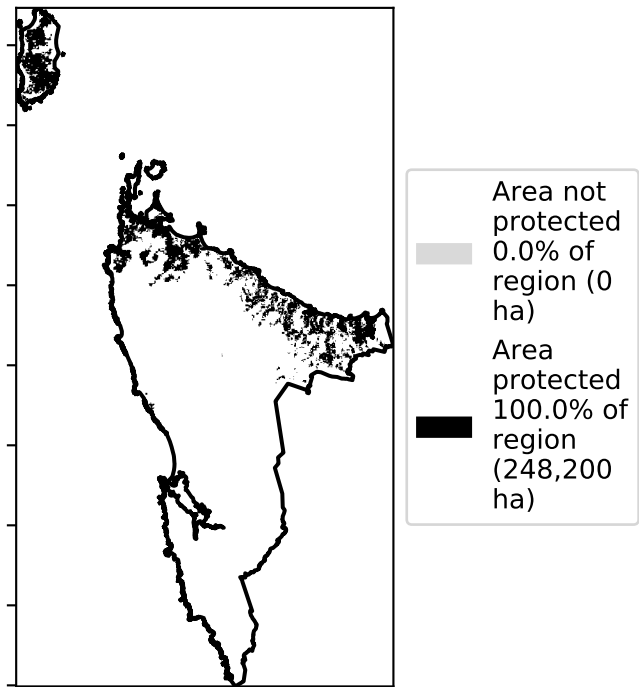 Area not
protected
0.0% of
region (0
ha)
Area
protected
100.0% of
region
(248,200
ha)